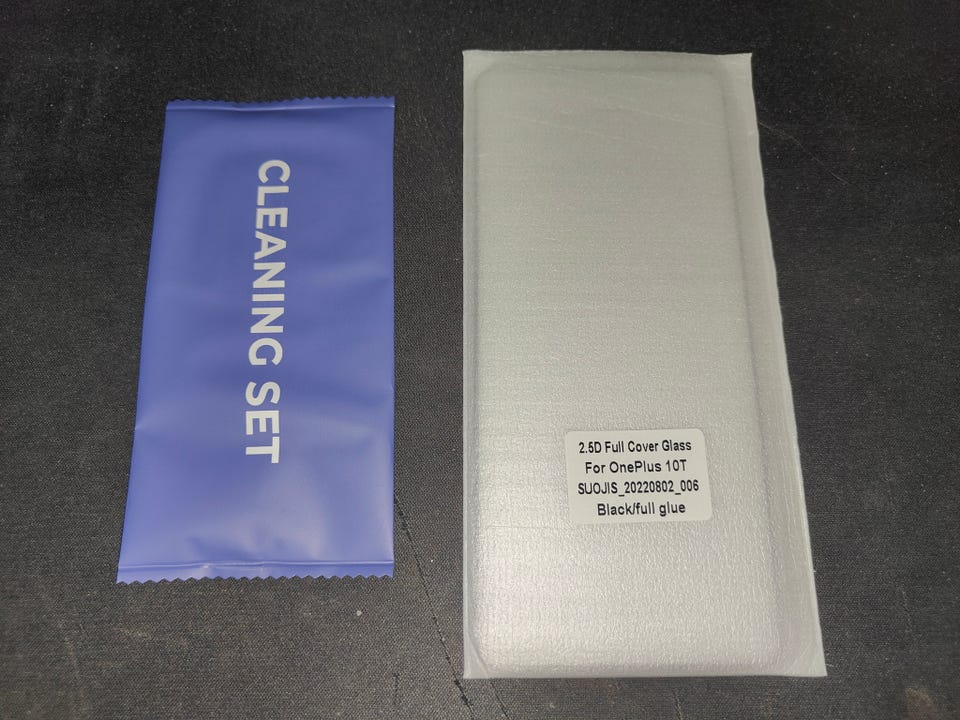 CLEANING SET
2.5D Full Cover Glass
For OnePlus 10T
SUOJIS_20220802_006
Black/full glue